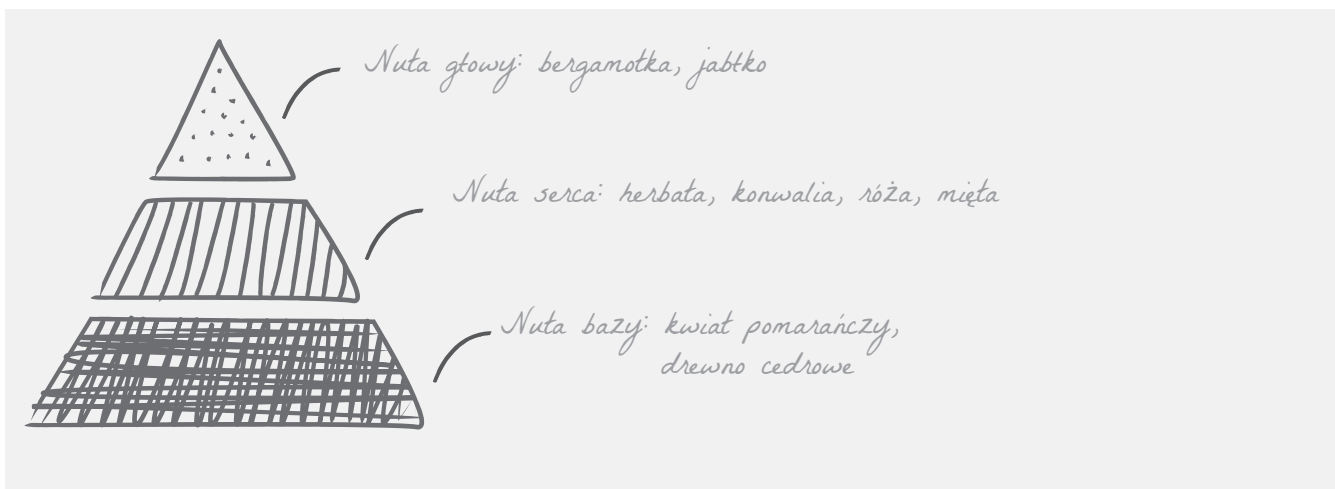 Nuta głowy: bergamotka, jabłko
Nuta serca: herbata, konwalia, róża, mięta
Nuta bazy: kwiat pomarańczy,
drewno cedrowe